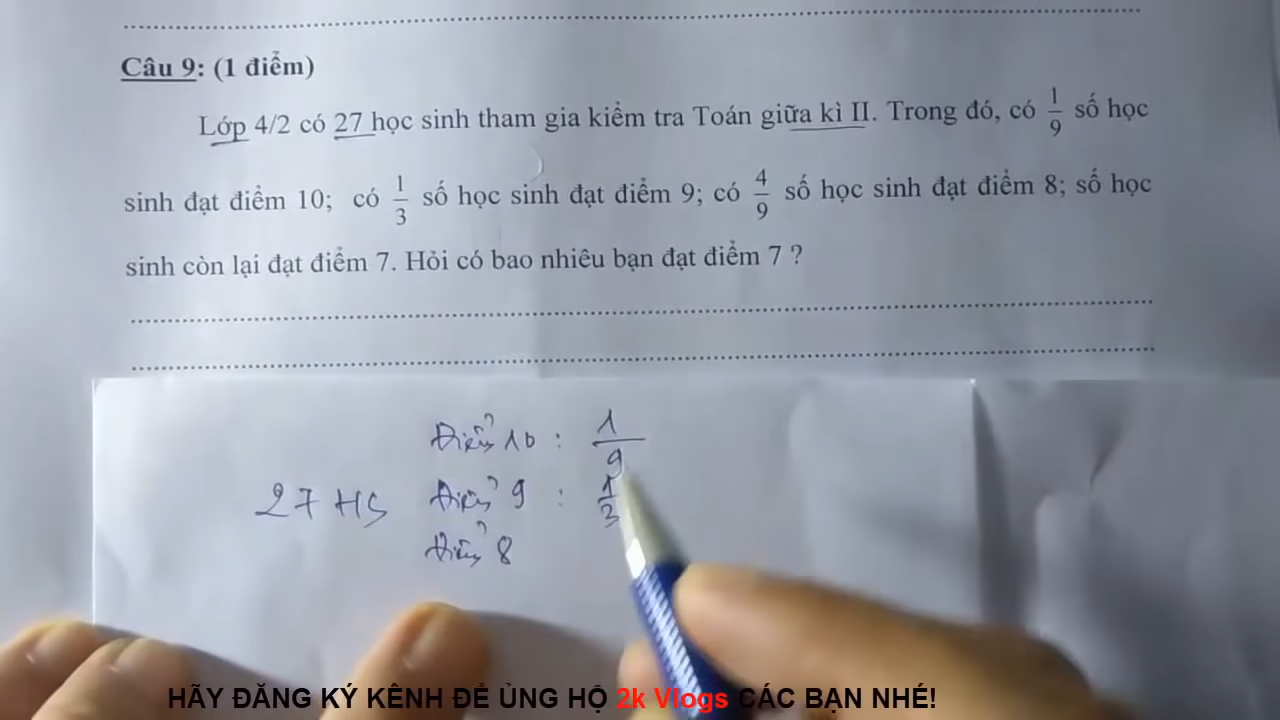 Câu 9: (1 điểm)
Lớp 4/2 có 27 học sinh tham gia kiểm tra Toán giữa kì II. Trong đó, có 1/9 số học
sinh đạt điểm 10; có 1/3 số học sinh đạt điểm 9; có 4/9 số học sinh đạt điểm 8; số học
sinh còn lại đạt điểm 7. Hỏi có bao nhiêu bạn đạt điểm 7 ?
Điểm 10 : 1/9
27 HS Điểm 9 : 1/3
Điểm 8
HÃY ĐĂNG KÝ KÊNH ĐỂ ỦNG HỘ 2k Vlogs CÁC BẠN NHÉ!